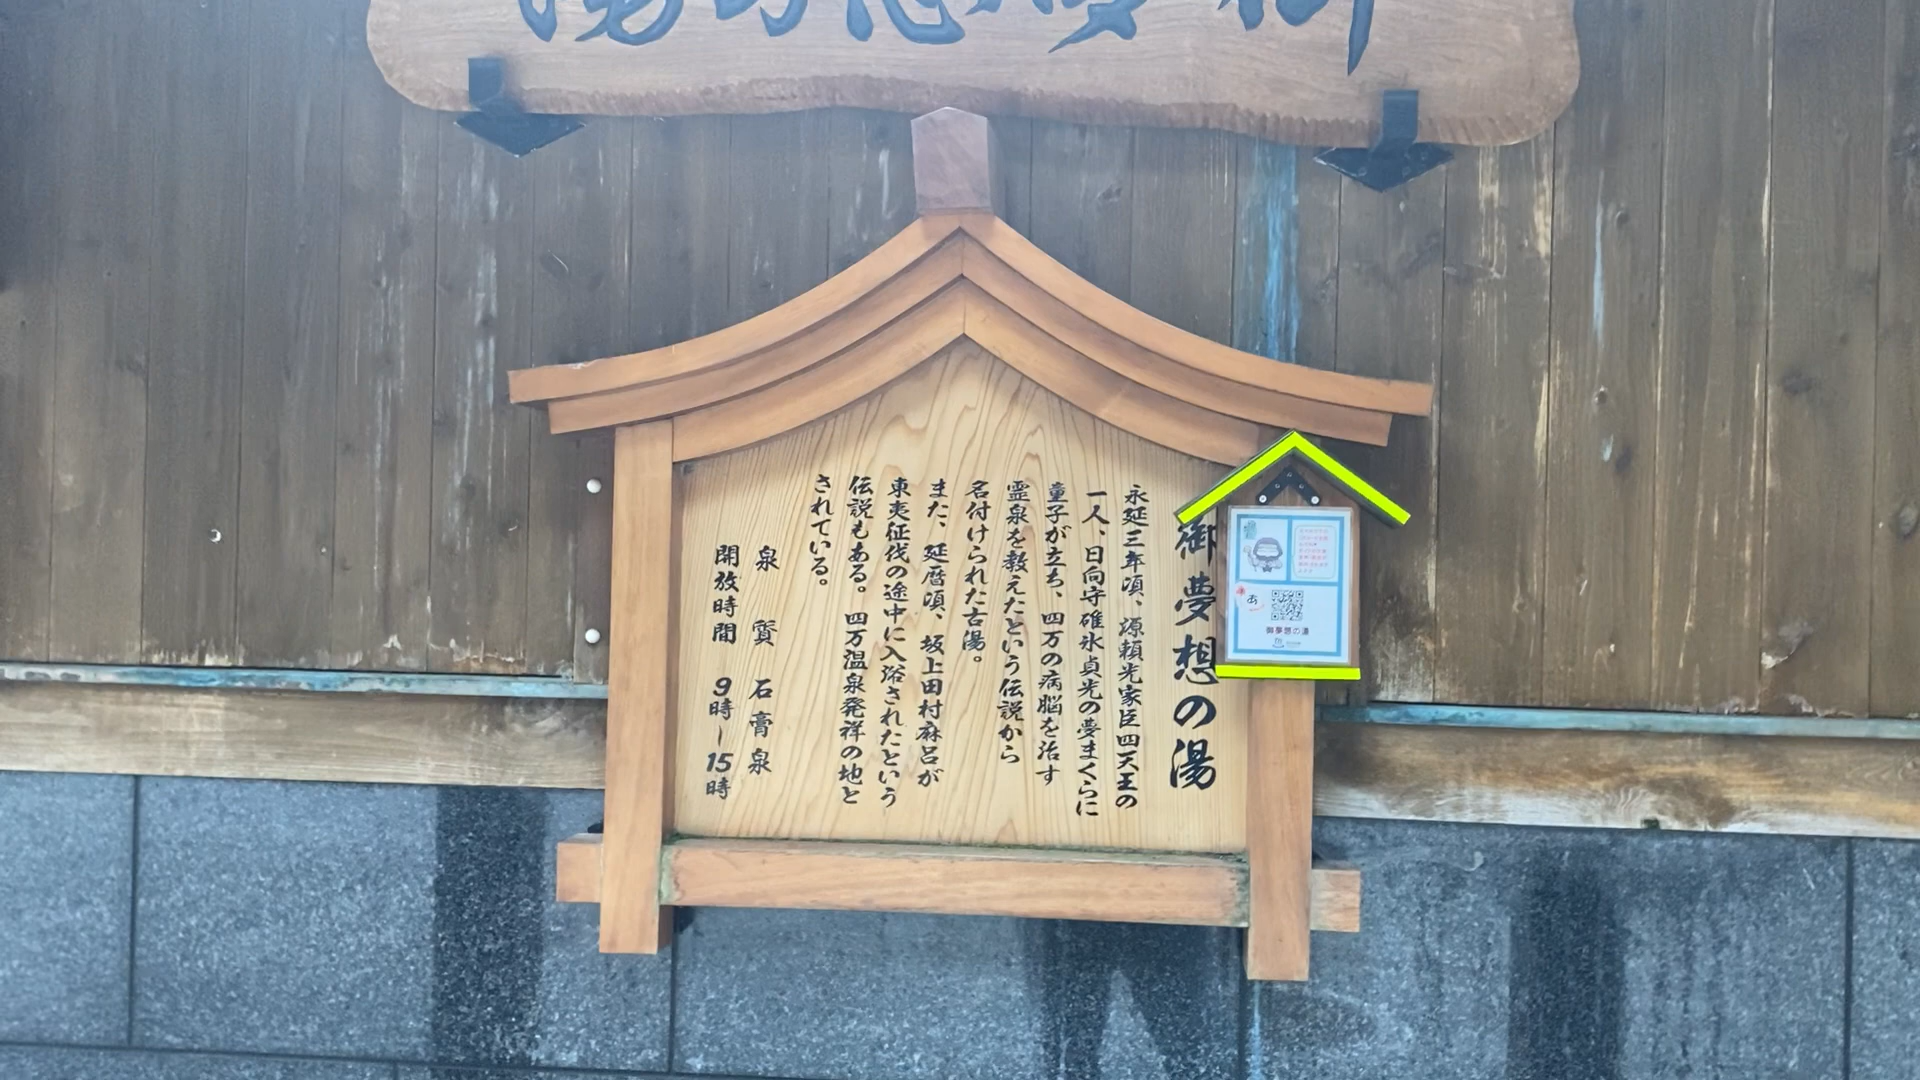 御夢想の湯
御夢想の湯
永延三年頃、源頼光家臣四天王の
一人、日向守碓氷貞光の夢まくらに
童子が立ち、四万の病脳を治す
霊泉を教えたという伝説から
名付けられた古湯。
また、延暦頃、坂上田村麻呂が
東夷征伐の途中に入浴されたという
伝説もある。四万温泉発祥の地と
されている。
泉質 石膏泉
開放時間 9時~15時
あ
御夢想の湯